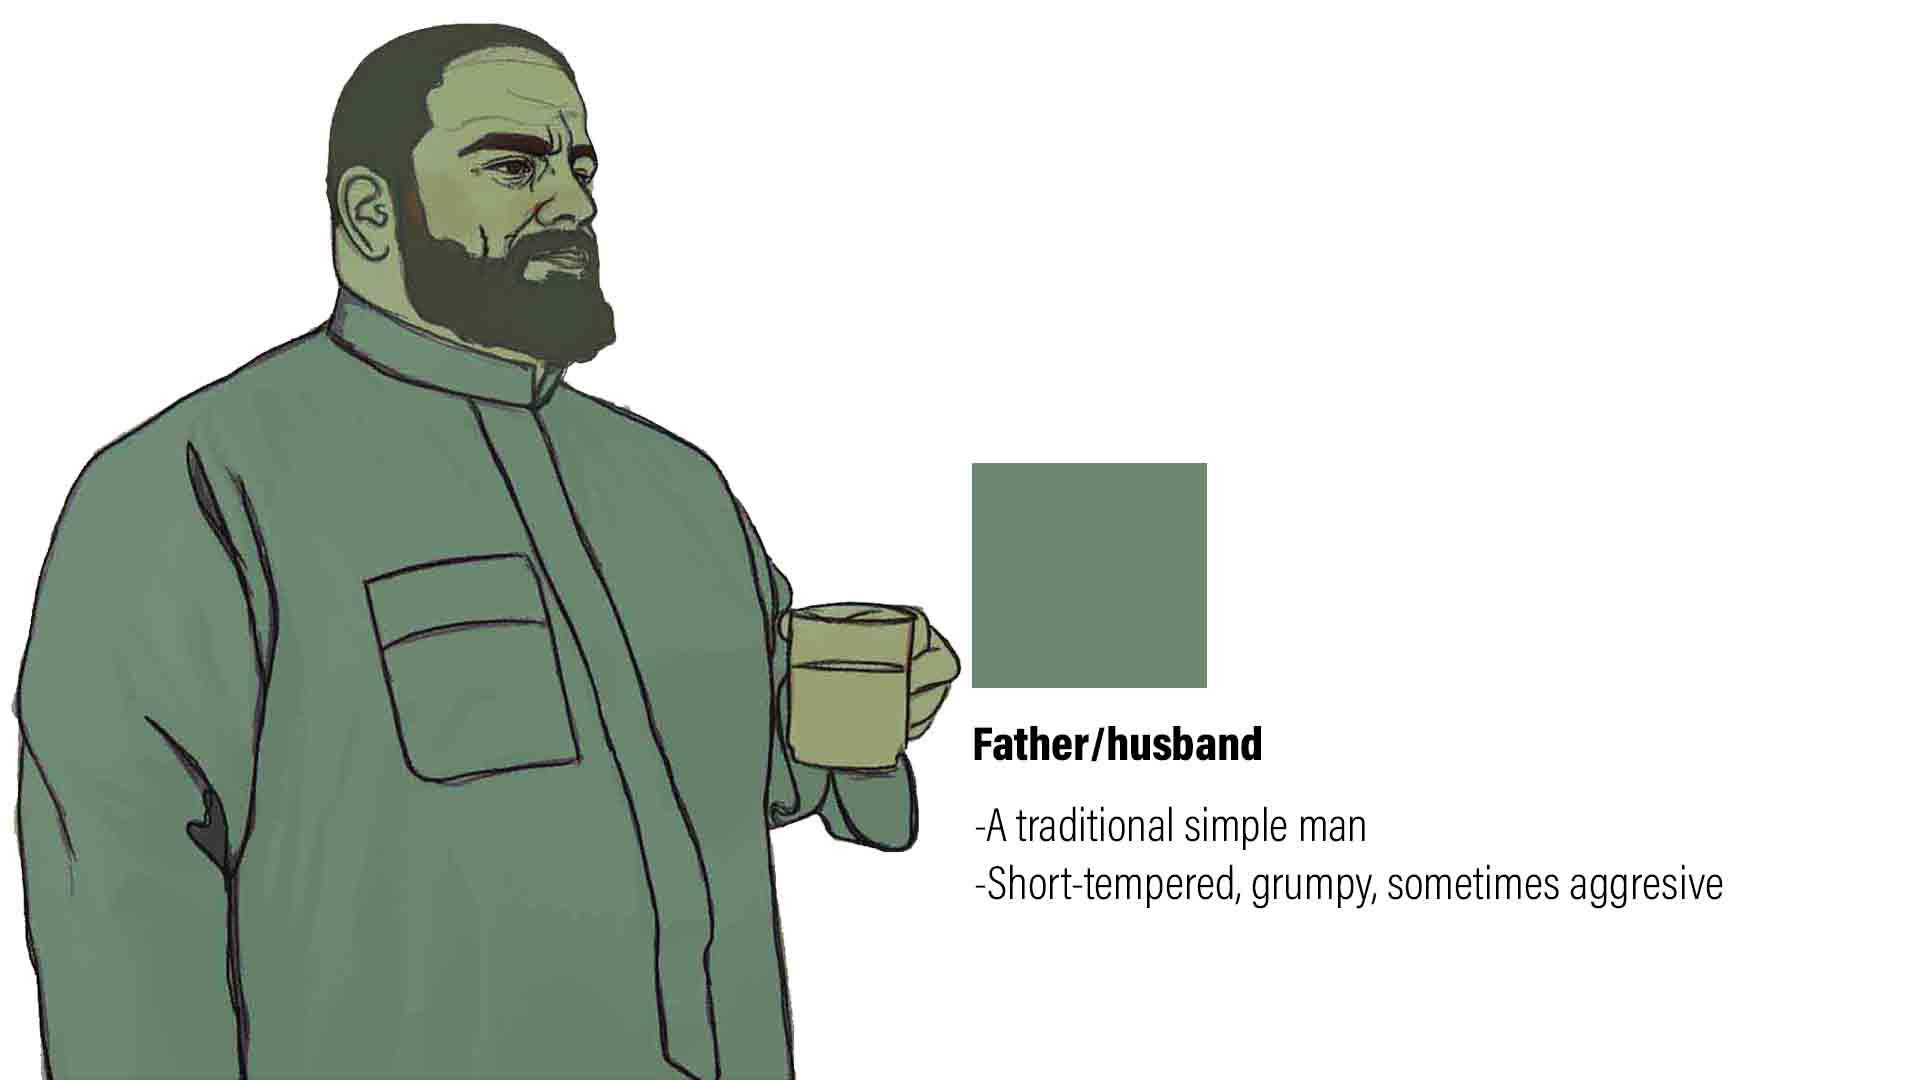 Father/husband
-A traditional simple man
-Short-tempered, grumpy, sometimes aggresive